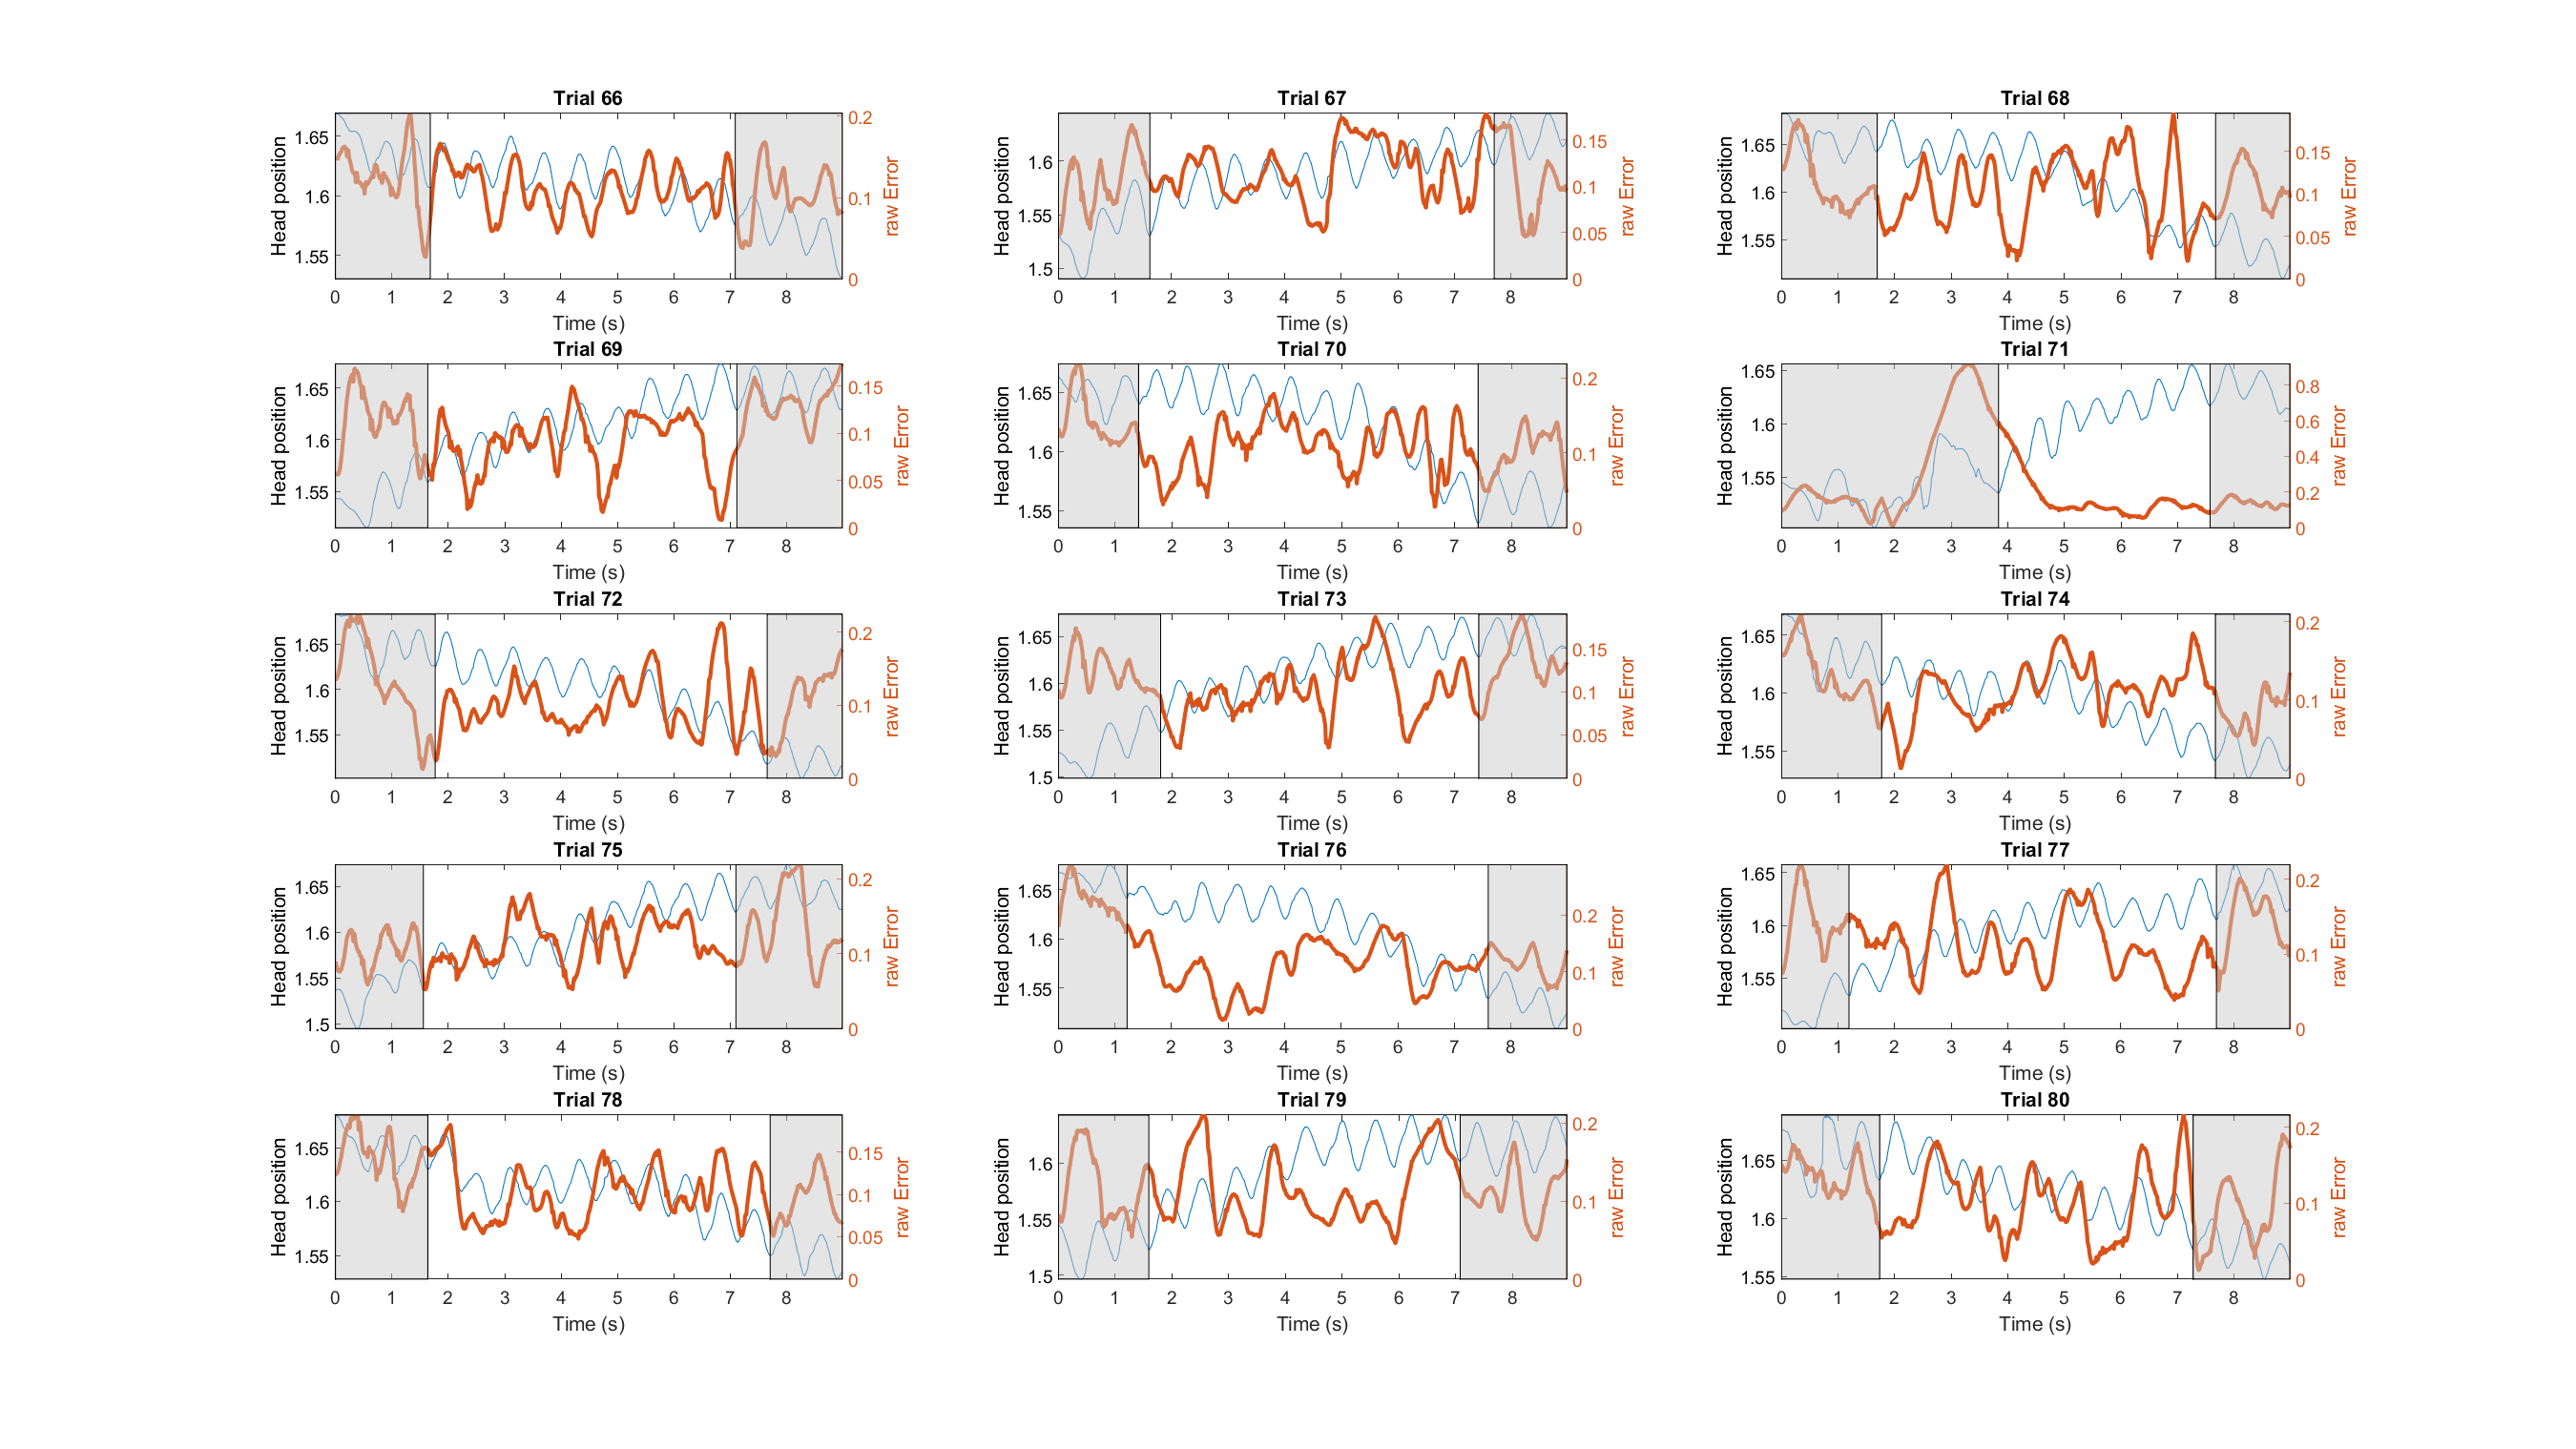 Trial 66
Head position
1.65
1.6
1.55
0.2
0.1
0
raw Error
0 1 2 3 4 5 6 7 8
Time (s)
Trial 67
Head position
1.6
1.55
1.5
0.15
0.1
0.05
0
raw Error
0 1 2 3 4 5 6 7 8
Time (s)
Trial 68
Head position
1.65
1.6
1.55
0.15
0.1
0.05
0
raw Error
0 1 2 3 4 5 6 7 8
Time (s)
Trial 69
Head position
1.65
1.6
1.55
0.15
0.1
0.05
0
raw Error
0 1 2 3 4 5 6 7 8
Time (s)
Trial 70
Head position
1.65
1.6
1.55
0.2
0.1
0
raw Error
0 1 2 3 4 5 6 7 8
Time (s)
Trial 71
Head position
1.65
1.6
1.55
0.8
0.6
0.4
0.2
0
raw Error
0 1 2 3 4 5 6 7 8
Time (s)
Trial 72
Head position
1.65
1.6
1.55
0.2
0.1
0
raw Error
0 1 2 3 4 5 6 7 8
Time (s)
Trial 73
Head position
1.65
1.6
1.55
1.5
0.15
0.1
0.05
0
raw Error
0 1 2 3 4 5 6 7 8
Time (s)
Trial 74
Head position
1.65
1.6
1.55
0.2
0.1
0
raw Error
0 1 2 3 4 5 6 7 8
Time (s)
Trial 75
Head position
1.65
1.6
1.55
1.5
0.2
0.1
0
raw Error
0 1 2 3 4 5 6 7 8
Time (s)
Trial 76
Head position
1.65
1.6
1.55
0.2
0.1
0
raw Error
0 1 2 3 4 5 6 7 8
Time (s)
Trial 77
Head position
1.65
1.6
1.55
0.2
0.1
0
raw Error
0 1 2 3 4 5 6 7 8
Time (s)
Trial 78
Head position
1.65
1.6
1.55
0.15
0.1
0.05
0
raw Error
0 1 2 3 4 5 6 7 8
Time (s)
Trial 79
Head position
1.6
1.55
1.5
0.2
0.1
0
raw Error
0 1 2 3 4 5 6 7 8
Time (s)
Trial 80
Head position
1.65
1.6
1.55
0.2
0.1
0
raw Error
0 1 2 3 4 5 6 7 8
Time (s)